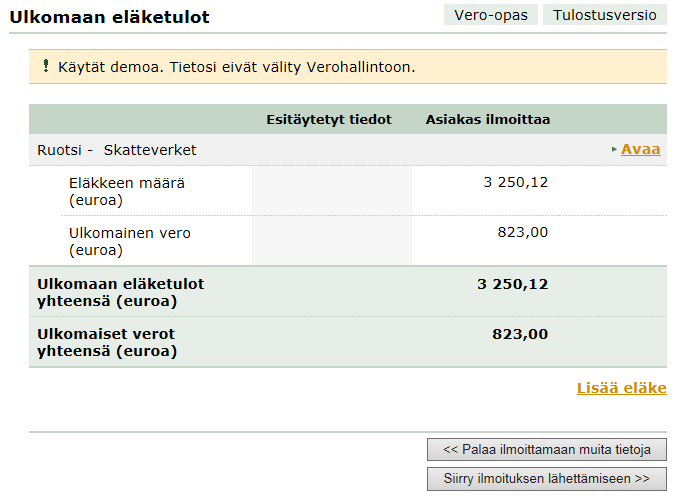 Ulkomaan eläketulot
Vero-opas
Tulostusversio
! Käytät demoa. Tietosi eivät välity Verohallintoon.
Esitäytetyt tiedot
Asiakas ilmoittaa
Ruotsi - Skatteverket
Avaa
Eläkkeen määrä
(euroa)
3 250,12
Ulkomainen vero
(euroa)
823,00
Ulkomaan eläketulot
yhteensä (euroa)
3 250,12
Ulkomaiset verot
yhteensä (euroa)
823,00
Lisää eläke
<< Palaa ilmoittamaan muita tietoja
Siirry ilmoituksen lähettämiseen >>